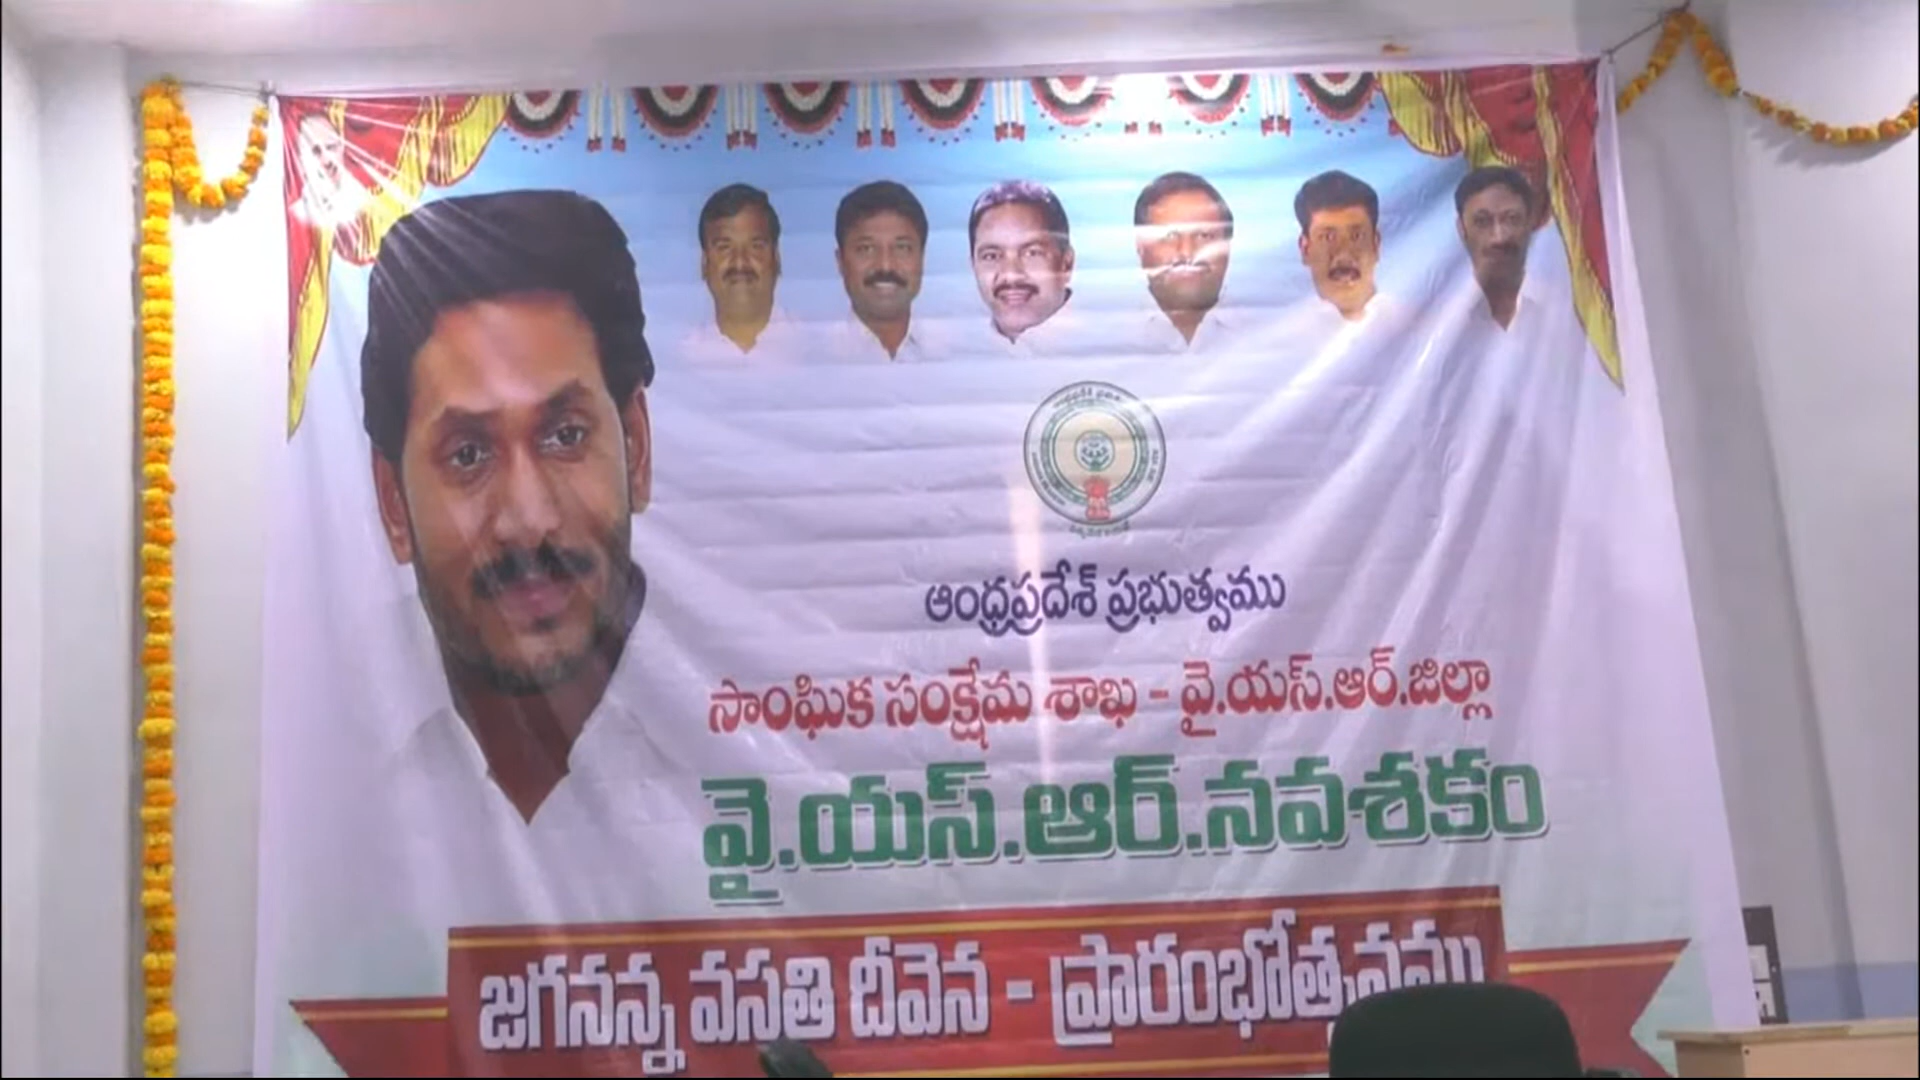 ఆంధ్రప్రదేశ్ ప్రభుత్వము
సాంఘిక సంక్షేమ శాఖ - వై.యస్.ఆర్.జిల్లా
వై.యస్.ఆర్.నవశకం
జగనన్న వసతి దీవెన - ప్రారంభోత్సవము